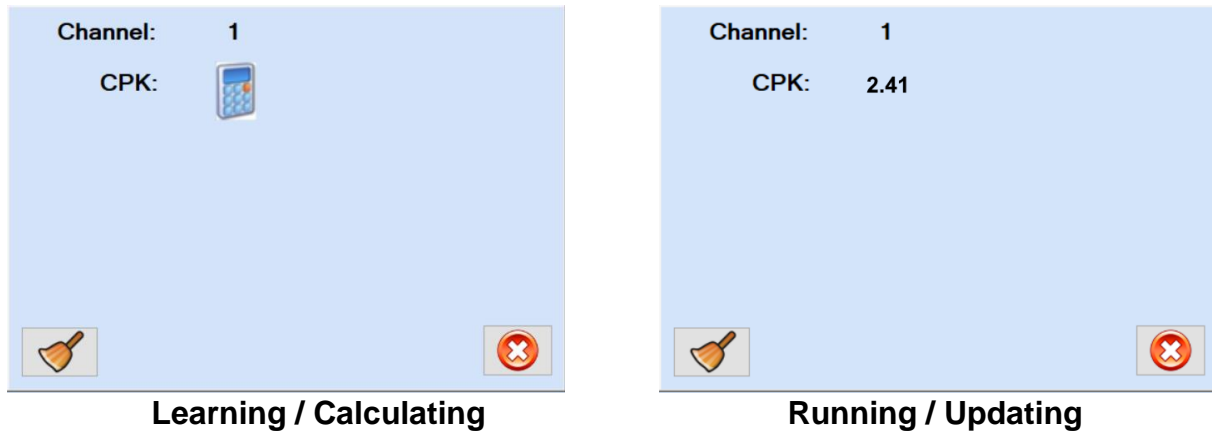 Channel: 1
CPK:
Learning / Calculating
Channel: 1
CPK: 2.41
Running / Updating